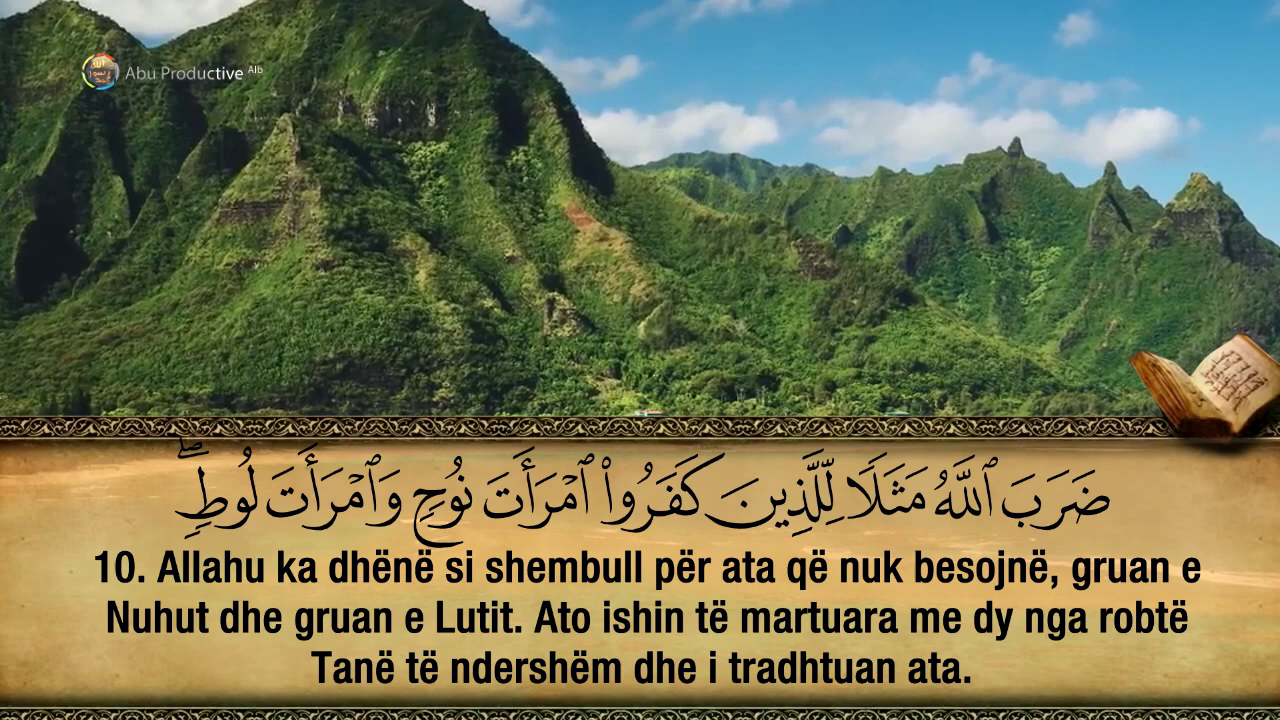 Abu Productive Alb
ضَرَبَ ٱللَّهُ مَثَلًا لِّلَّذِينَ كَفَرُوا۟ ٱمْرَأَتَ نُوحٍ وَٱمْرَأَتَ لُوطٍ ۖ
10. Allahu ka dhënë si shembull për ata që nuk besojnë, gruan e
Nuhut dhe gruan e Lutit. Ato ishin të martuara me dy nga robtë
Tanë të ndershëm dhe i tradhtuan ata.